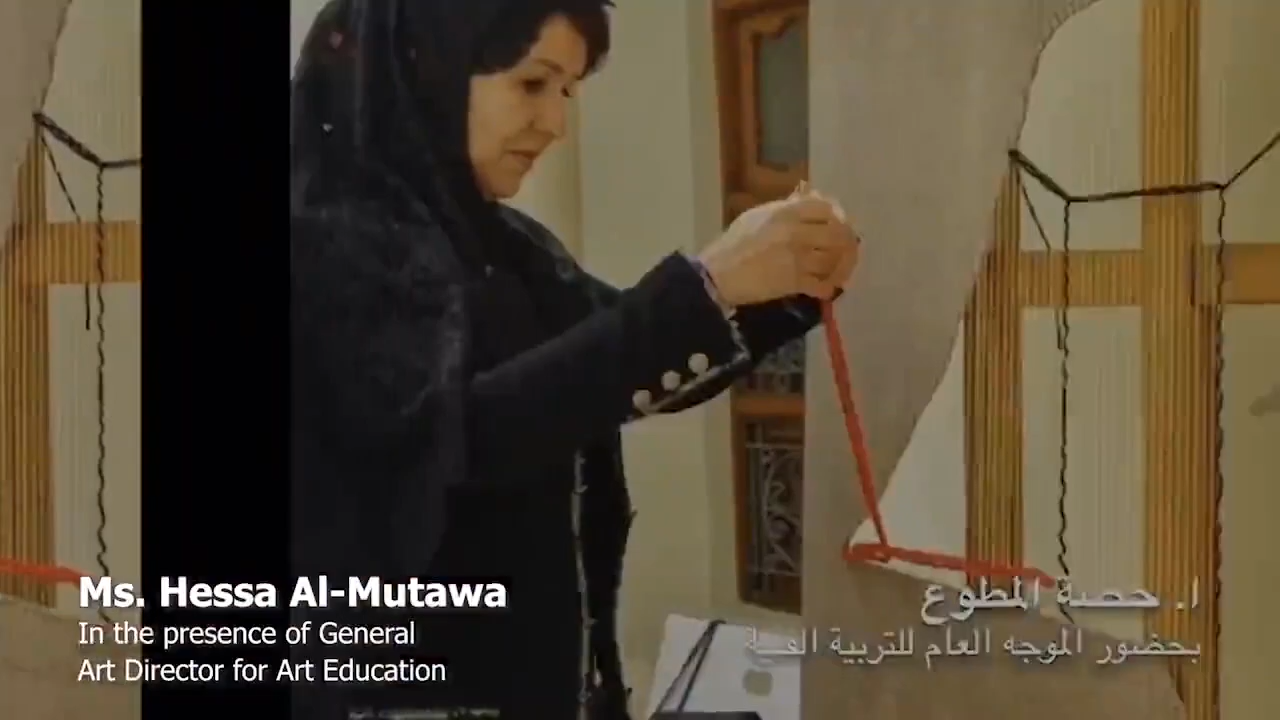 Ms. Hessa Al-Mutawa
In the presence of General
Art Director for Art Education
ا. حصة المطوع
بحضور الموجه العام للتربية الفنية